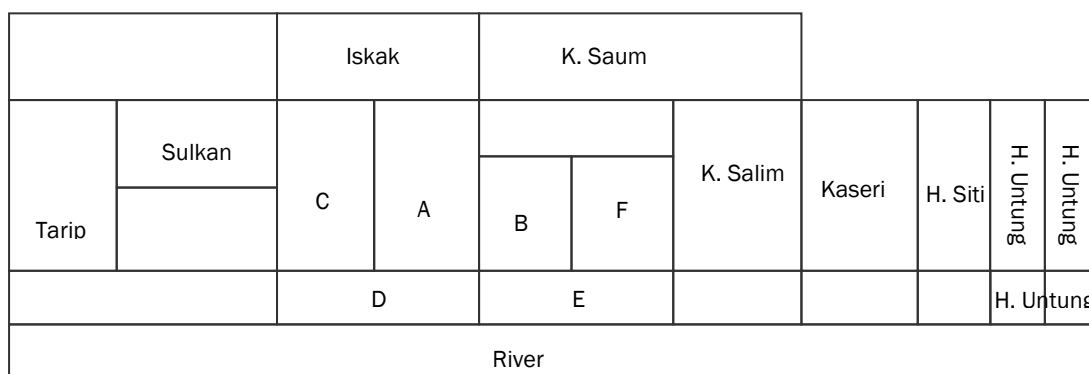 Iskak
K. Saum
Tarip
Sulkan
C
A
B
F
K. Salim
Kaseri
H. Siti
H. Untung
H. Untung
D
E
H. Untung
River